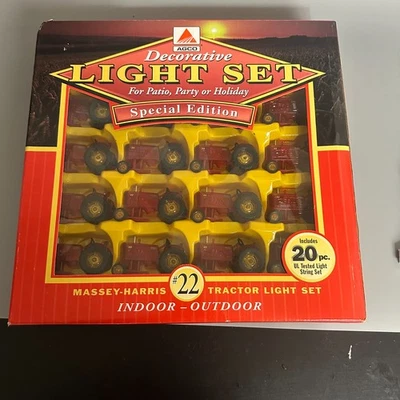 AGCO
Decorative
LIGHT SET
For Patio, Party or Holiday
Special Edition
Includes
20 pc.
UL Tested Light
String Set
MASSEY-HARRIS #22 TRACTOR LIGHT SET
INDOOR – OUTDOOR